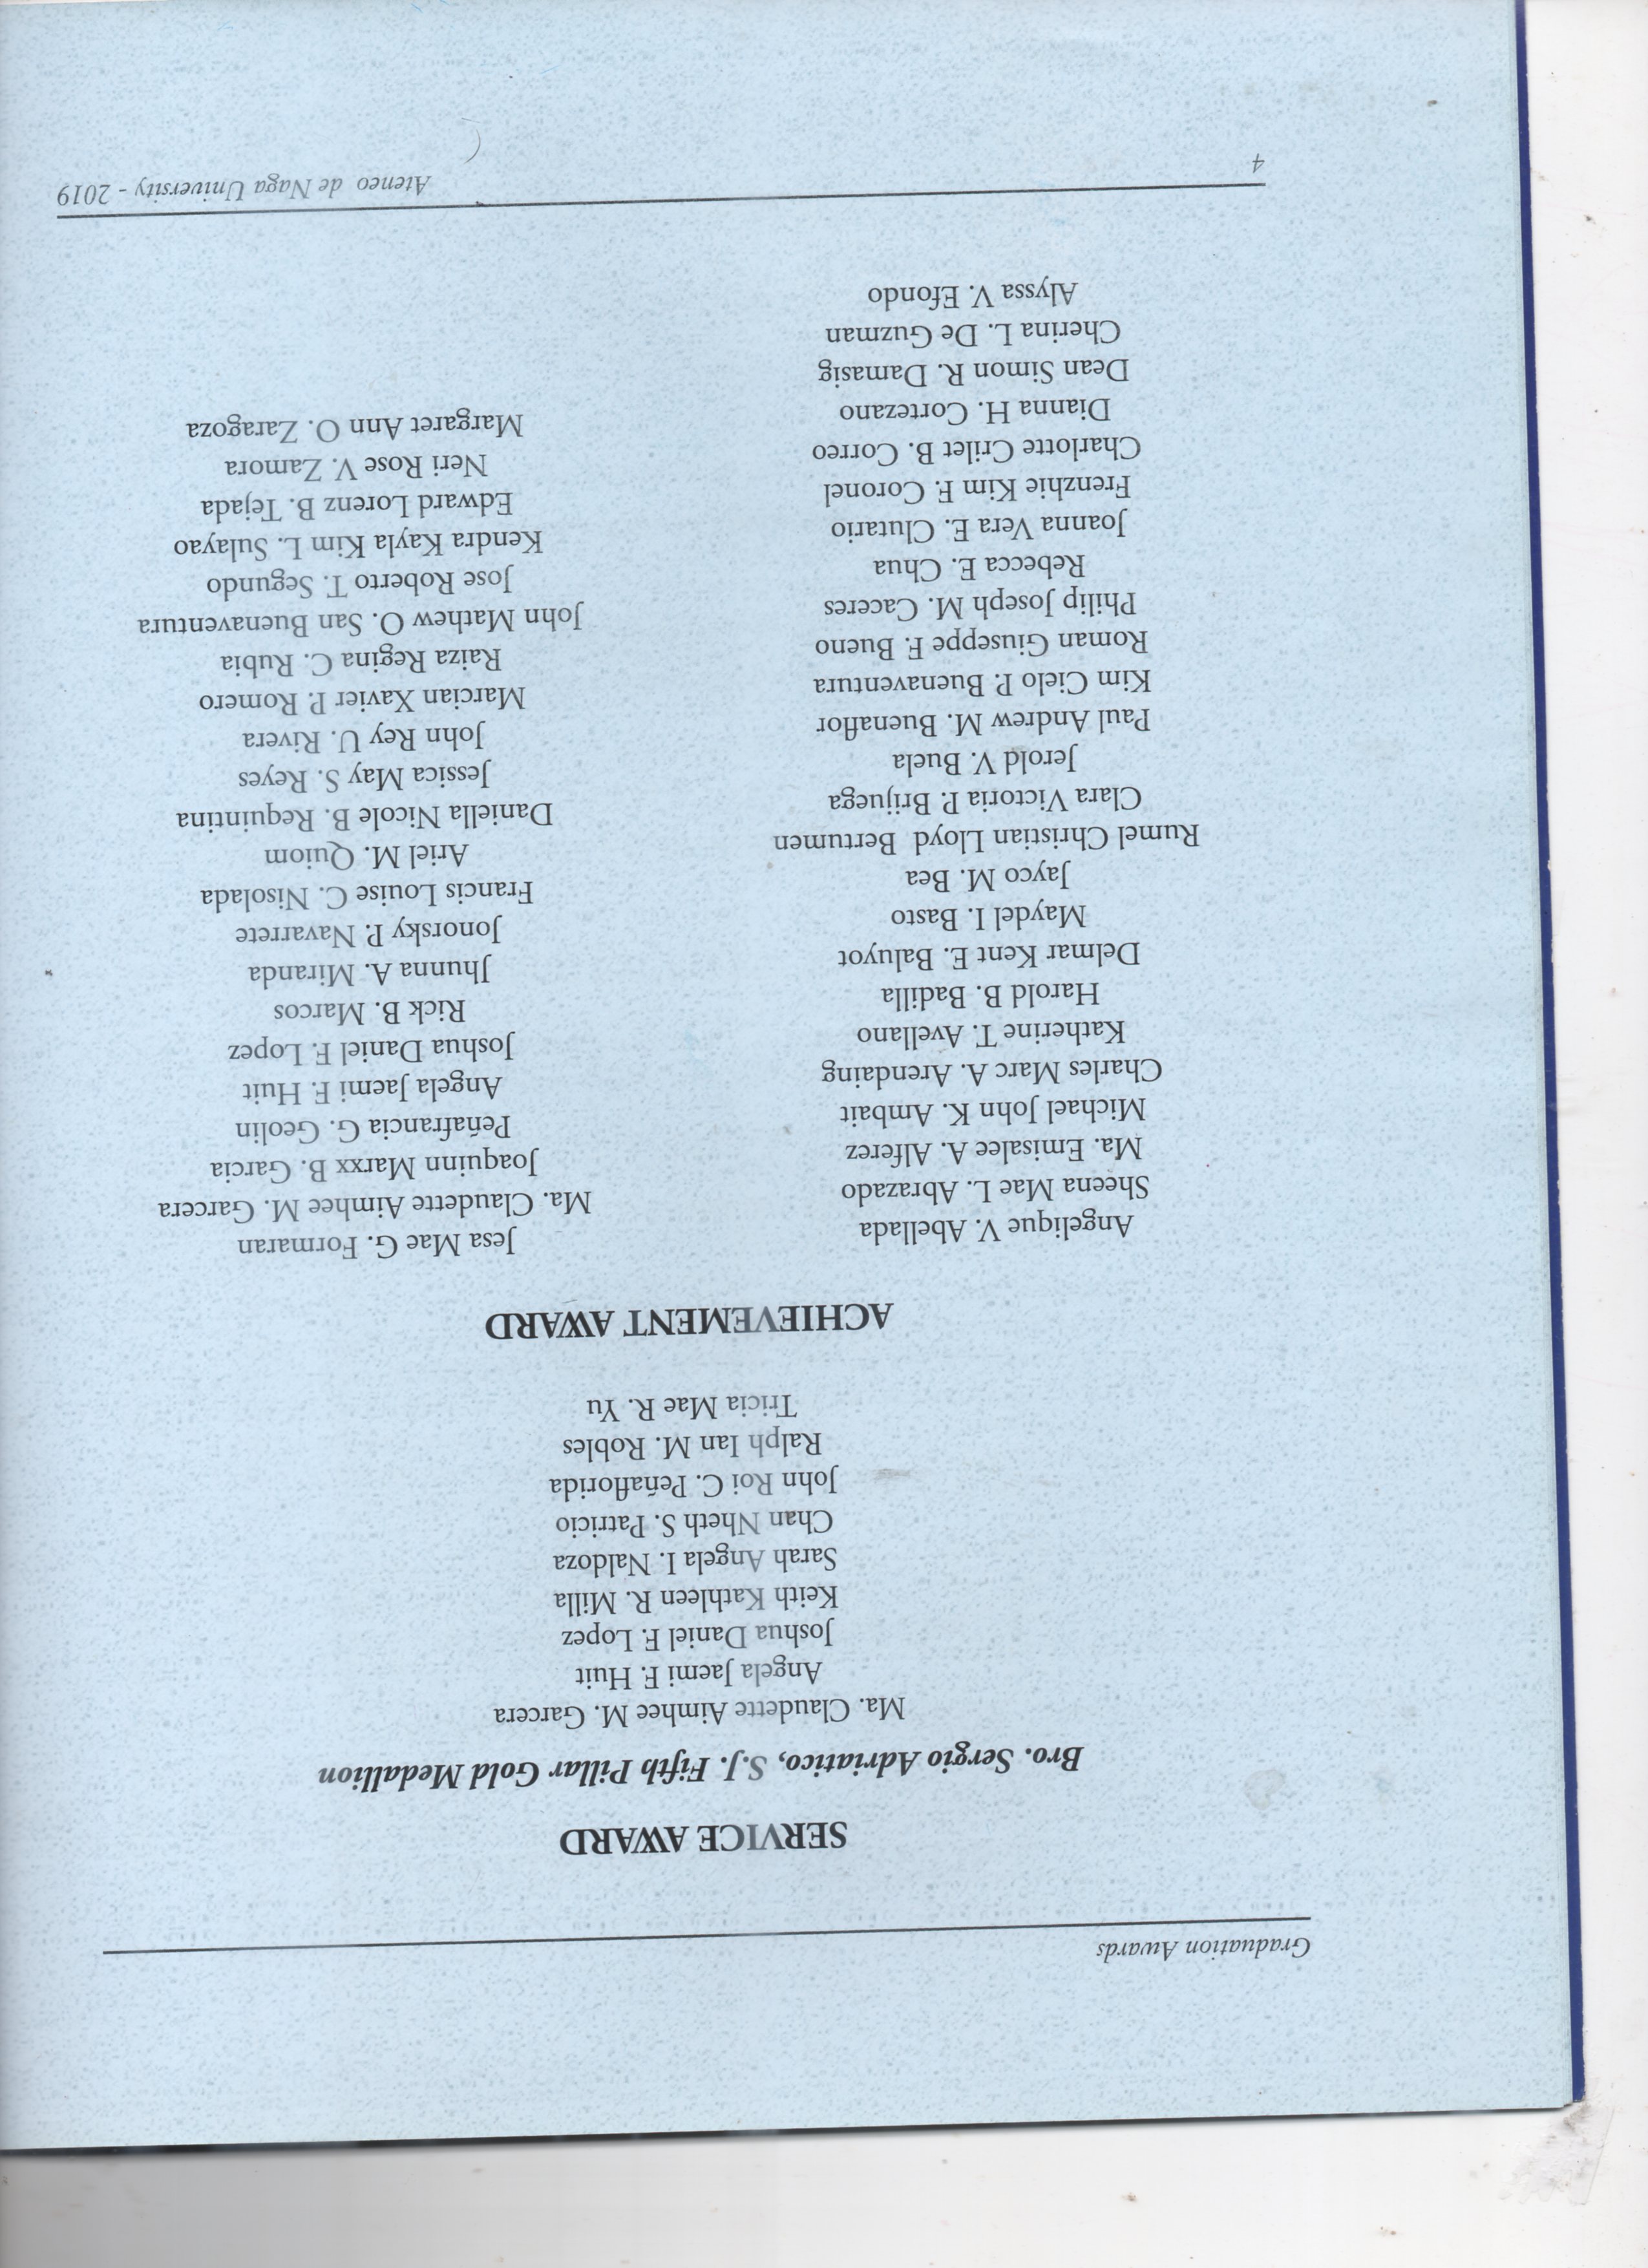 Graduation Awards
SERVICE AWARD
Bro. Sergio Adriatico, S.J. Fifth Pillar Gold Medallion
Ma. Claudette Aimhee M. Garcera
Angela Jaemi F. Huit
Joshua Daniel F. Lopez
Keith Kathleen R. Milla
Sarah Angela I. Naldoza
Chan Nheth S. Patricio
John Roi C. Peñaflorida
Ralph Ian M. Robles
Tricia Mae R. Yu
ACHIEVEMENT AWARD
Angelique V. Abellada
Sheena Mae L. Abrazado
Ma. Emisalee A. Alferez
Michael John K. Ambait
Charles Marc A. Arendaing
Katherine T. Avellano
Harold B. Badilla
Delmar Kent E. Baluyot
Maydel I. Basto
Jayco M. Bea
Rumel Christian Lloyd  Bertumen
Clara Victoria P. Brijuega
Jerold V. Buela
Paul Andrew M. Buenaflor
Kim Cielo P. Buenaventura
Roman Giuseppe F. Bueno
Philip Joseph M. Caceres
Rebecca E. Chua
Joanna Vera E. Clutario
Frenzhie Kim F. Coronel
Charlotte Crilet B. Correo
Dianna H. Cortezano
Dean Simon R. Damasig
Cherina L. De Guzman
Alyssa V. Efondo
Jesa Mae G. Formaran
Ma. Claudette Aimhee M. Garcera
Joaquinn Marxx B. Garcia
Peñafrancia G. Geolin
Angela Jaemi F. Huit
Joshua Daniel F. Lopez
Rick B. Marcos
Jhunna A. Miranda
Jonorsky P. Navarrete
Francis Louise C. Nisolada
Ariel M. Quiom
Daniella Nicole B. Requintina
Jessica May S. Reyes
John Rey U. Rivera
Marcian Xavier P. Romero
Raiza Regina C. Rubia
John Mathew O. San Buenaventura
Jose Roberto T. Segundo
Kendra Kayla Kim L. Sulayao
Edward Lorenz B. Tejada
Neri Rose V. Zamora
Margaret Ann O. Zaragoza
4
Ateneo  de Naga University - 2019